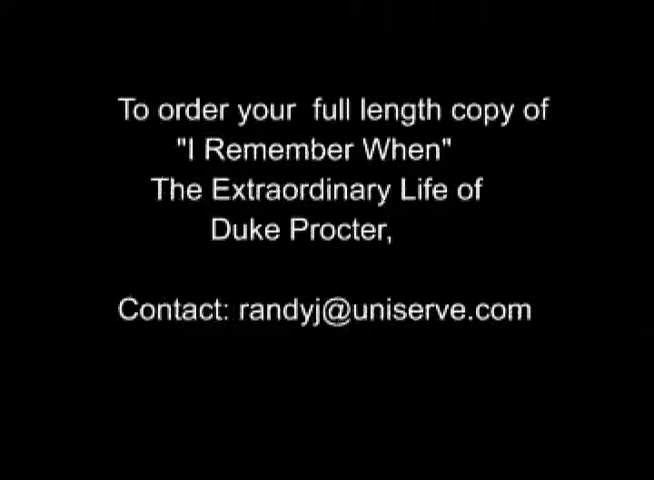 To order your  full length copy of
"I Remember When"
The Extraordinary Life of
Duke Procter,
Contact: randyj@uniserve.com